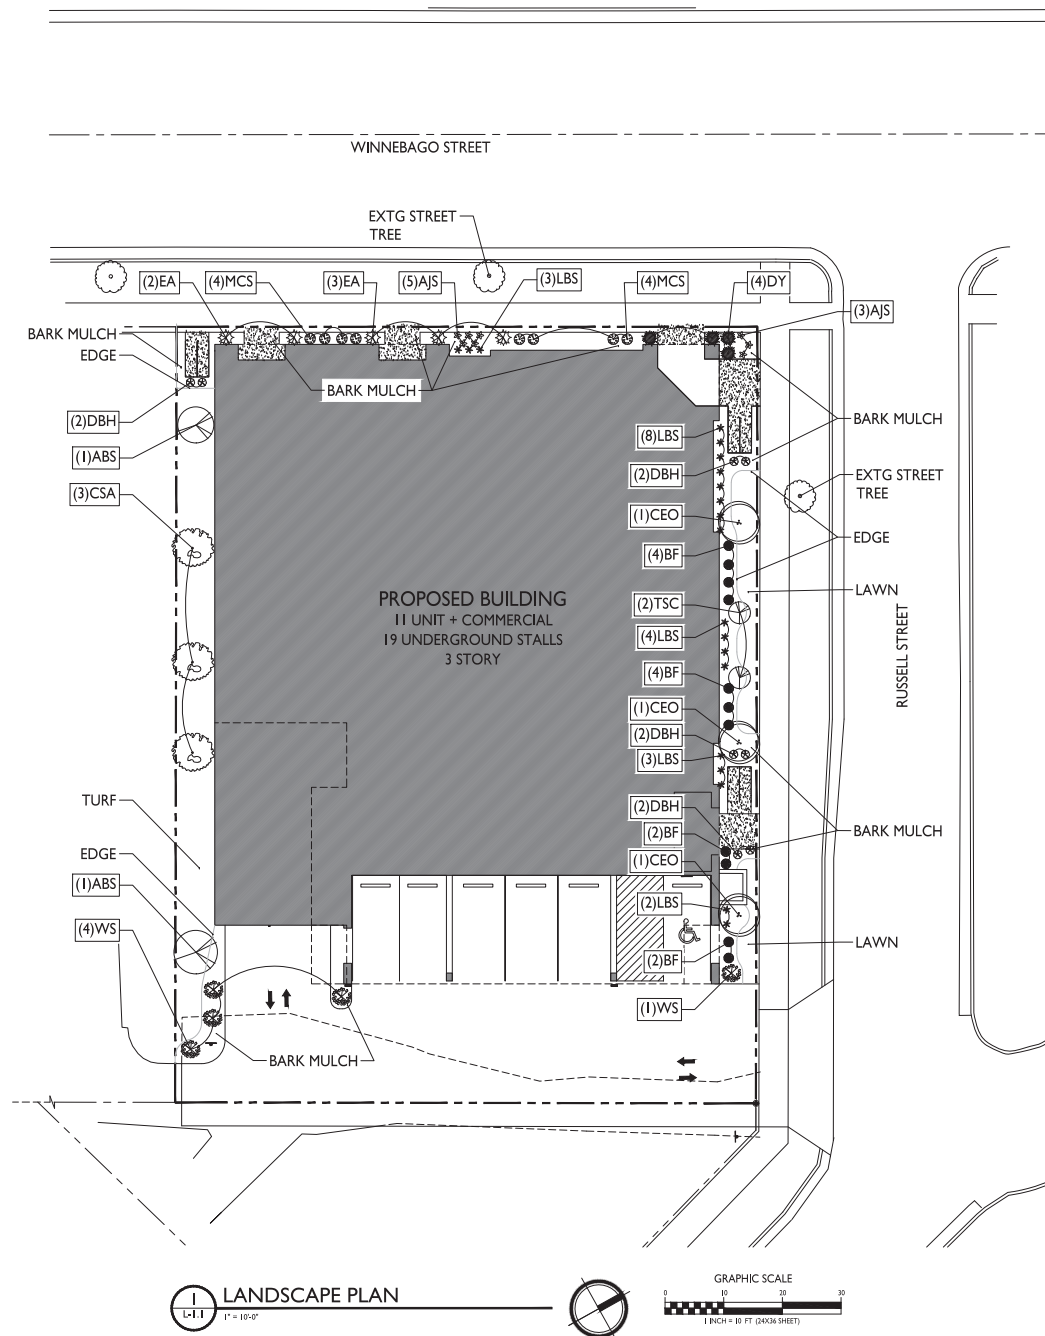 WINNEBAGO STREET
EXTG STREET
TREE
(2)EA
(4)MCS
(3)EA
(5)AJS
(3)LBS
(4)MCS
(4)DY
(3)AJS
BARK MULCH
EDGE
BARK MULCH
(2)DBH
(1)ABS
(3)CSA
(8)LBS
(2)DBH
(1)CEO
(4)BF
(2)TSC
(4)LBS
(4)BF
(1)CEO
(2)DBH
(3)LBS
(2)DBH
(2)BF
(1)CEO
(2)LBS
(2)BF
(1)WS
BARK MULCH
EXTG STREET
TREE
EDGE
LAWN
RUSSELL STREET
BARK MULCH
LAWN
PROPOSED BUILDING
11 UNIT + COMMERCIAL
19 UNDERGROUND STALLS
3 STORY
TURF
EDGE
(1)ABS
(4)WS
BARK MULCH
1
L-1.1
LANDSCAPE PLAN
1" = 10'-0"
GRAPHIC SCALE
0 10 20 30
1 INCH = 10 FT (24X36 SHEET)